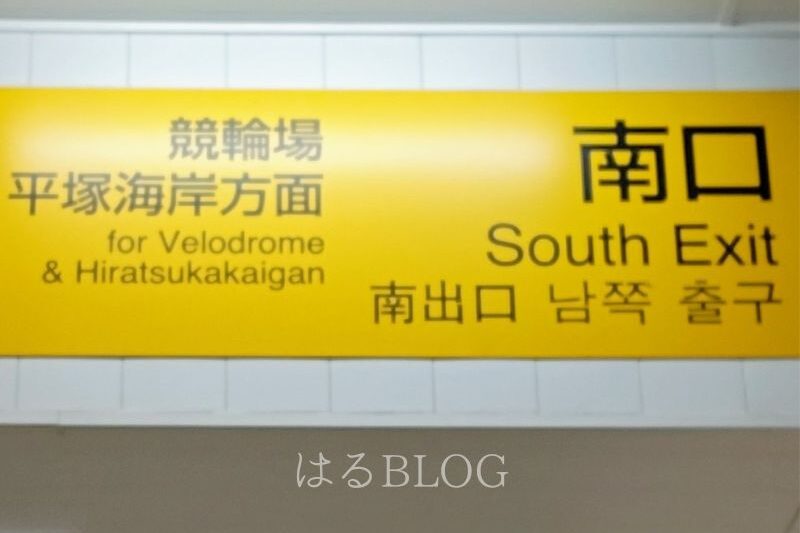 競輪場
平塚海岸方面
for Velodrome
& Hiratsukakaigan
南口
South Exit
南出口 남쪽 출구
はるBLOG